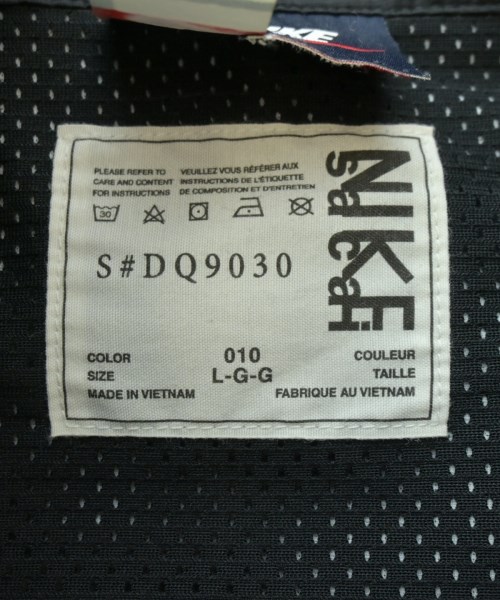 NIKE
PLEASE REFER TO
CARE AND CONTENT
FOR INSTRUCTIONS
VEUILLEZ VOUS RÉFÉRER AUX
INSTRUCTIONS DE L'ÉTIQUETTE
DE COMPOSITION ET D'ENTRETIEN
30
S#DQ9030
NIKE
sacai
COLOR 010 COULEUR
SIZE L-G-G TAILLE
MADE IN VIETNAM FABRIQUE AU VIETNAM